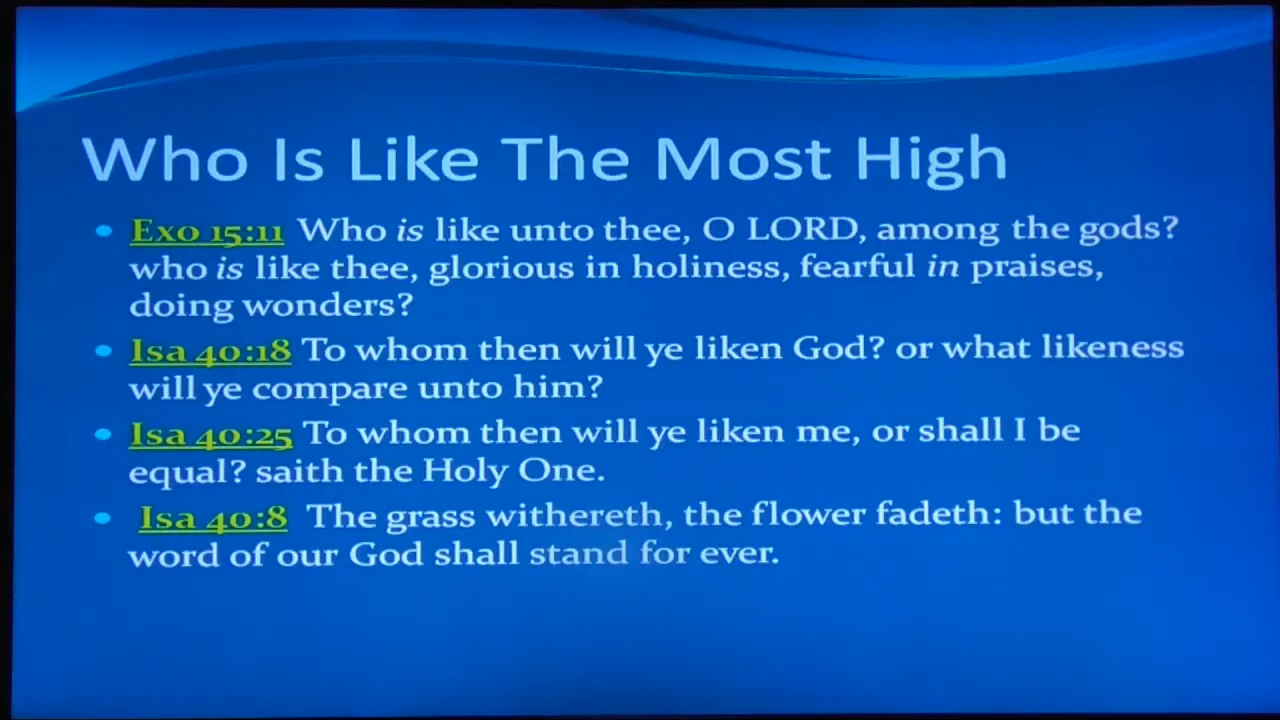 Who Is Like The Most High
• Exo 15:11 Who is like unto thee, O LORD, among the gods?
who is like thee, glorious in holiness, fearful in praises,
doing wonders?
• Isa 40:18 To whom then will ye liken God? or what likeness
will ye compare unto him?
• Isa 40:25 To whom then will ye liken me, or shall I be
equal? saith the Holy One.
• Isa 40:8 The grass withereth, the flower fadeth: but the
word of our God shall stand for ever.